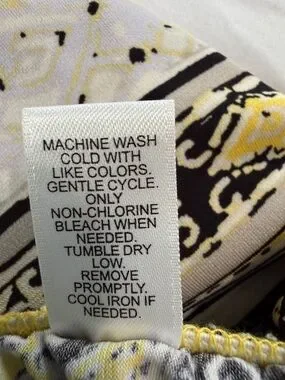 MACHINE WASH
COLD WITH
LIKE COLORS.
GENTLE CYCLE.
ONLY
NON-CHLORINE
BLEACH WHEN
NEEDED.
TUMBLE DRY
LOW.
REMOVE
PROMPTLY.
COOL IRON IF
NEEDED.